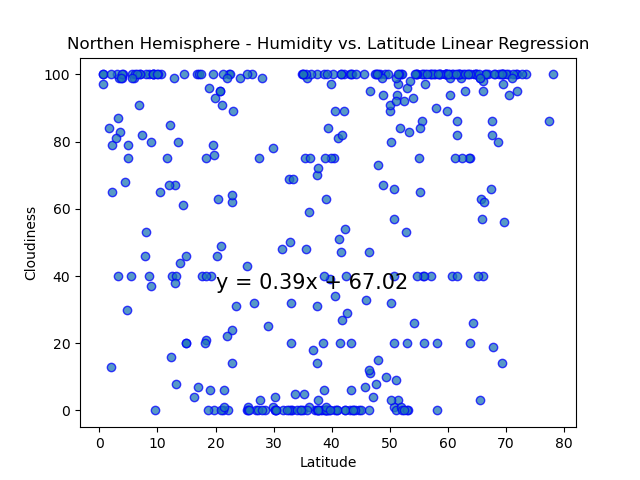 Northen Hemisphere - Humidity vs. Latitude Linear Regression
100
80
60
40
20
0
Cloudiness
y = 0.39x + 67.02
0 10 20 30 40 50 60 70 80
Latitude